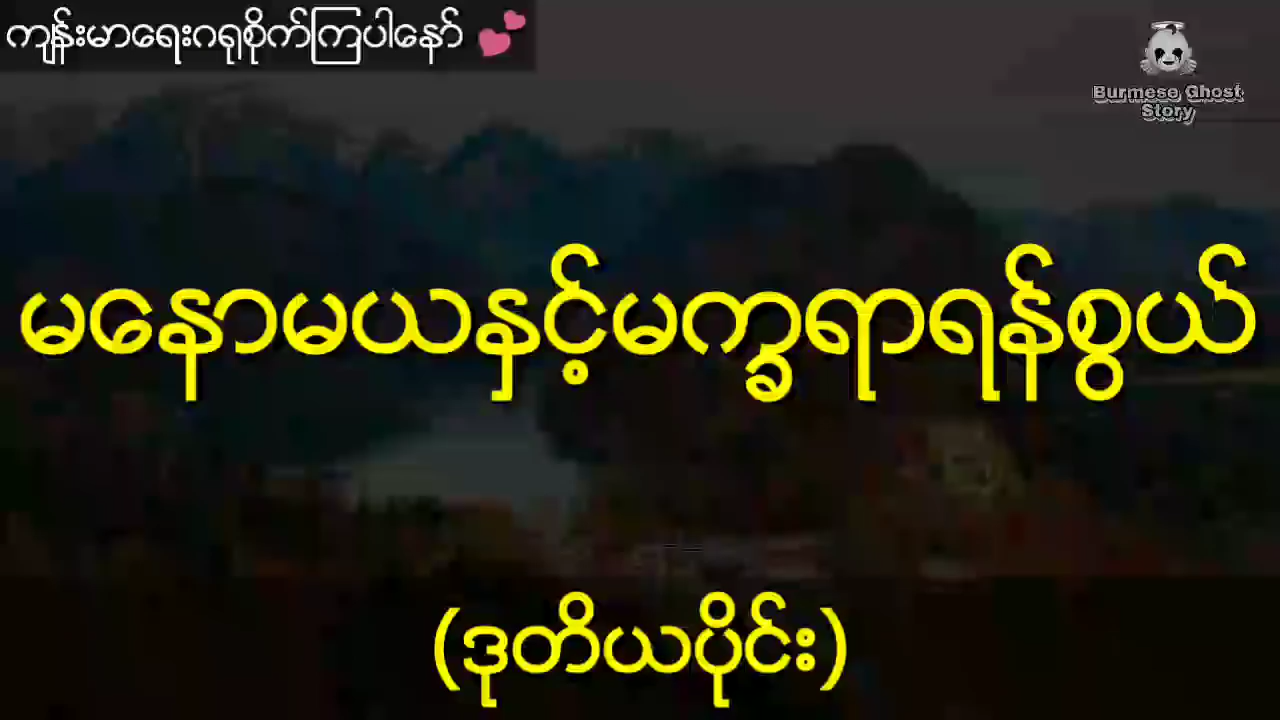 ကျန်းမာရေးဂရုစိုက်ကြပါနော် 💕
Burmese Ghost
Story
မနောမယနှင့်မက္ခရာရန်စွယ်
(ဒုတိယပိုင်း)